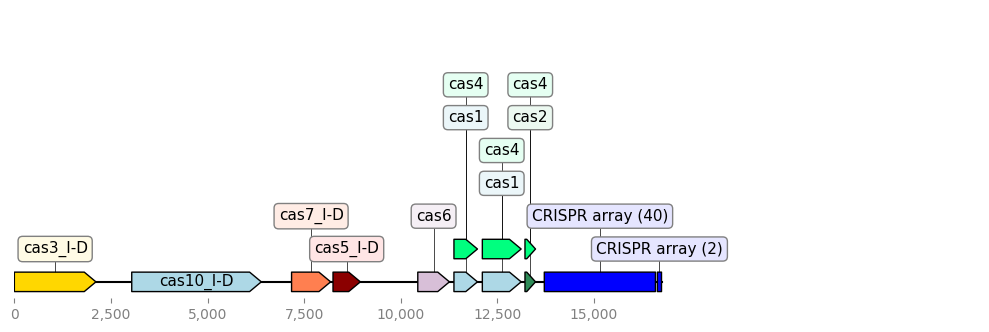 cas4 cas4
cas1 cas2
cas4
cas1
cas7_I-D cas6 CRISPR array (40)
cas3_I-D cas5_I-D CRISPR array (2)
cas10_I-D
0 2,500 5,000 7,500 10,000 12,500 15,000